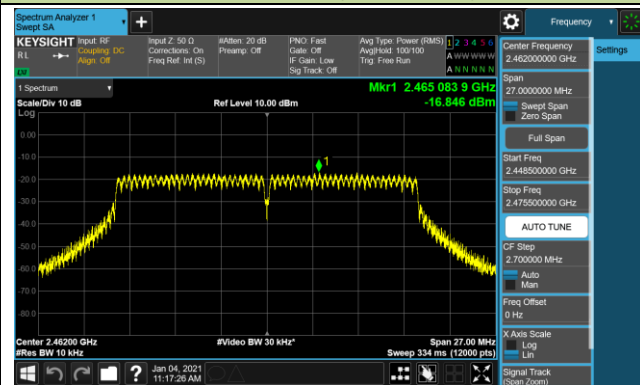 Spectrum Analyzer 1
Swept SA
Frequency
KEYSIGHT
Input: RF
Input Z: 50 Ω
#Atten: 20 dB
PNO: Fast
Avg Type: Power (RMS)
1 2 3 4 5 6
RL
Coupling: DC
Corrections: On
Preamp: Off
Gate: Off
Avg|Hold: 100/100
A W W W W W
Align: Off
Freq Ref: Int (S)
IF Gain: Low
Trig: Free Run
Sig Track: Off
A N N N N N
Center Frequency
2.462000000 GHz
Settings
Span
27.0000000 MHz
Swept Span
Zero Span
Full Span
Start Freq
2.448500000 GHz
Stop Freq
2.475500000 GHz
AUTO TUNE
CF Step
2.700000 MHz
Auto
Man
Freq Offset
0 Hz
X Axis Scale
Log
Lin
Signal Track
(Span Zoom)
1 Spectrum
Mkr1 2.465 083 9 GHz
Scale/Div 10 dB
Ref Level 10.00 dBm
-16.846 dBm
Log
1
0.00
-10.0
-20.0
-30.0
-40.0
-50.0
-60.0
-70.0
-80.0
Center 2.46200 GHz
#Video BW 30 kHz*
Span 27.00 MHz
#Res BW 10 kHz
Sweep 334 ms (12000 pts)
Jan 04, 2021
11:17:26 AM